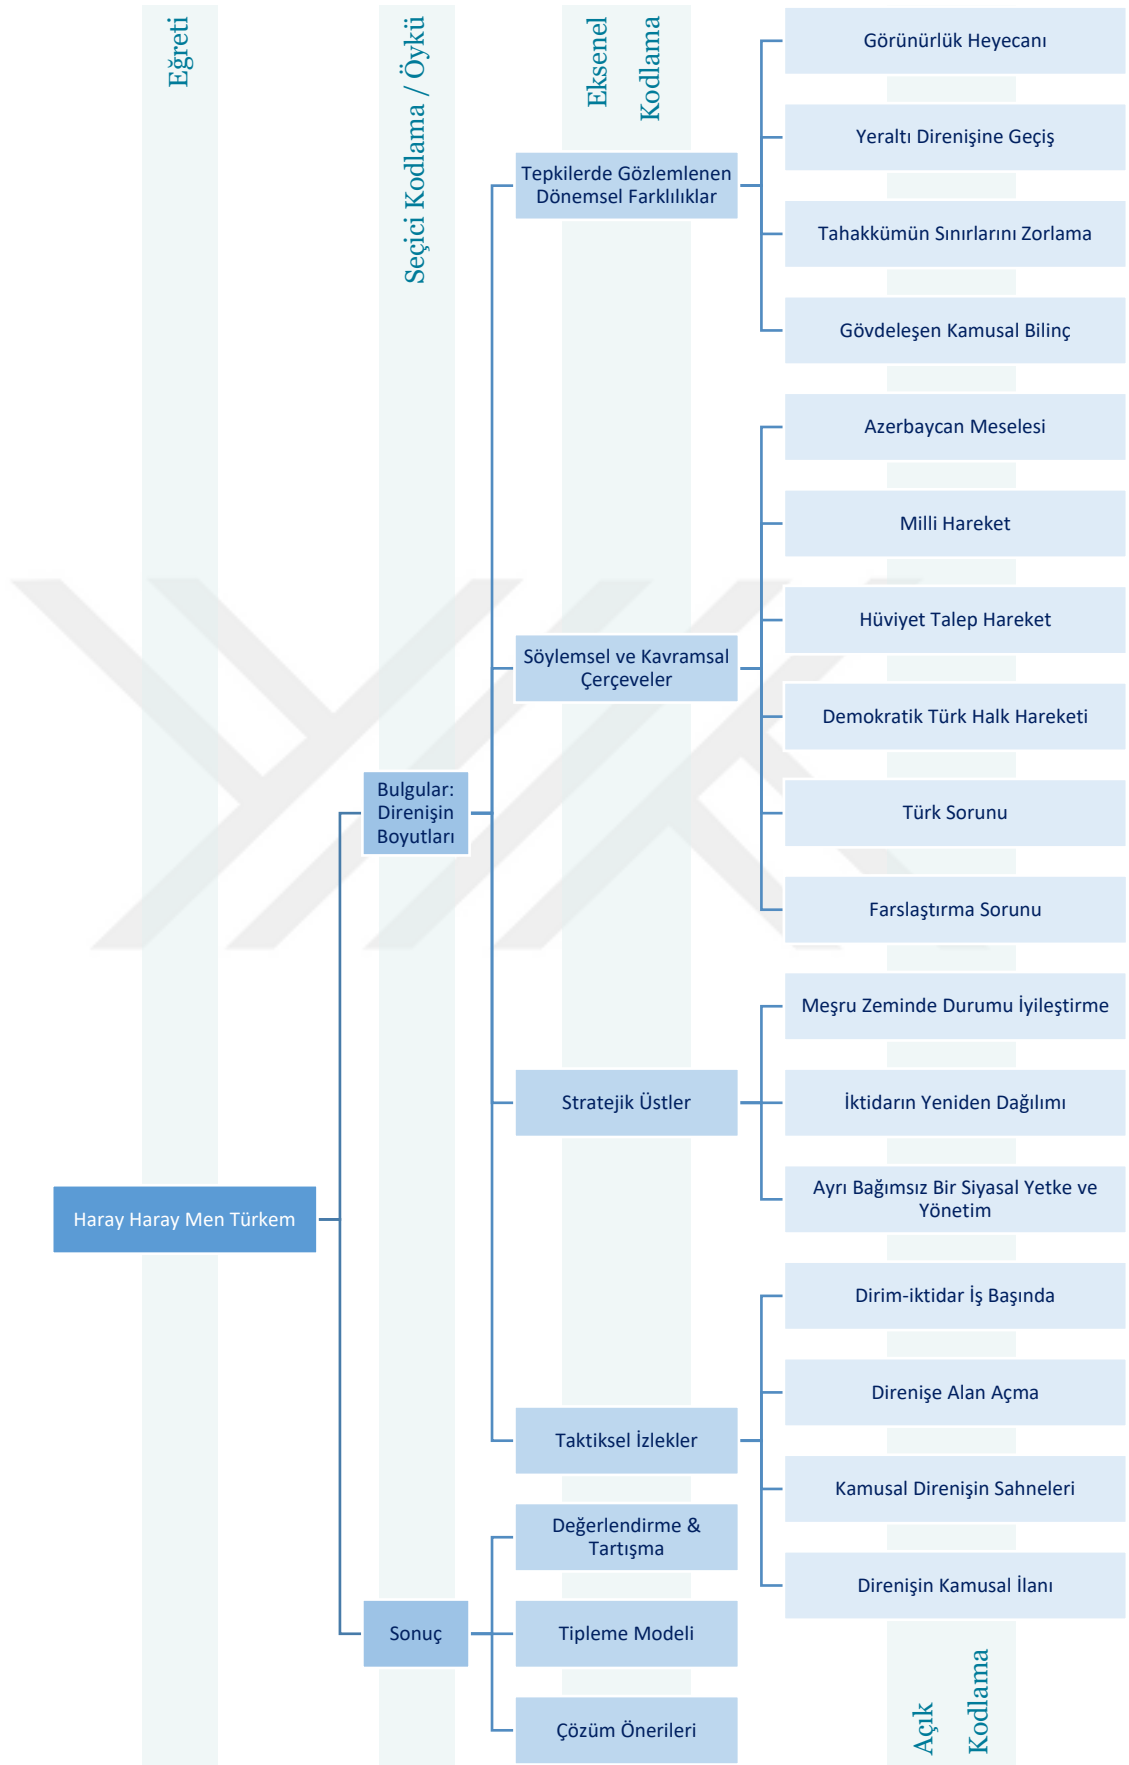 Eğreti
Seçici Kodlama / Öykü
Eksenel
Kodlama
Görünürlük Heyecanı
Yeraltı Direnişine Geçiş
Tepkilerde Gözlemlenen
Dönemsel Farklılıklar
Tahakkümün Sınırlarını Zorlama
Gövdeleşen Kamusal Bilinç
Azerbaycan Meselesi
Milli Hareket
Hüviyet Talep Hareket
Söylemsel ve Kavramsal
Çerçeveler
Demokratik Türk Halk Hareketi
Türk Sorunu
Farslaştırma Sorunu
Bulgular:
Direnişin
Boyutları
Meşru Zeminde Durumu İyileştirme
Stratejik Üstler
İktidarın Yeniden Dağılımı
Ayrı Bağımsız Bir Siyasal Yetke ve
Yönetim
Haray Haray Men Türkem
Dirim-iktidar İş Başında
Direnişe Alan Açma
Taktiksel İzlekler
Kamusal Direnişin Sahneleri
Direnişin Kamusal İlanı
Değerlendirme &
Tartışma
Sonuç
Tipleme Modeli
Çözüm Önerileri
Açık
Kodlama